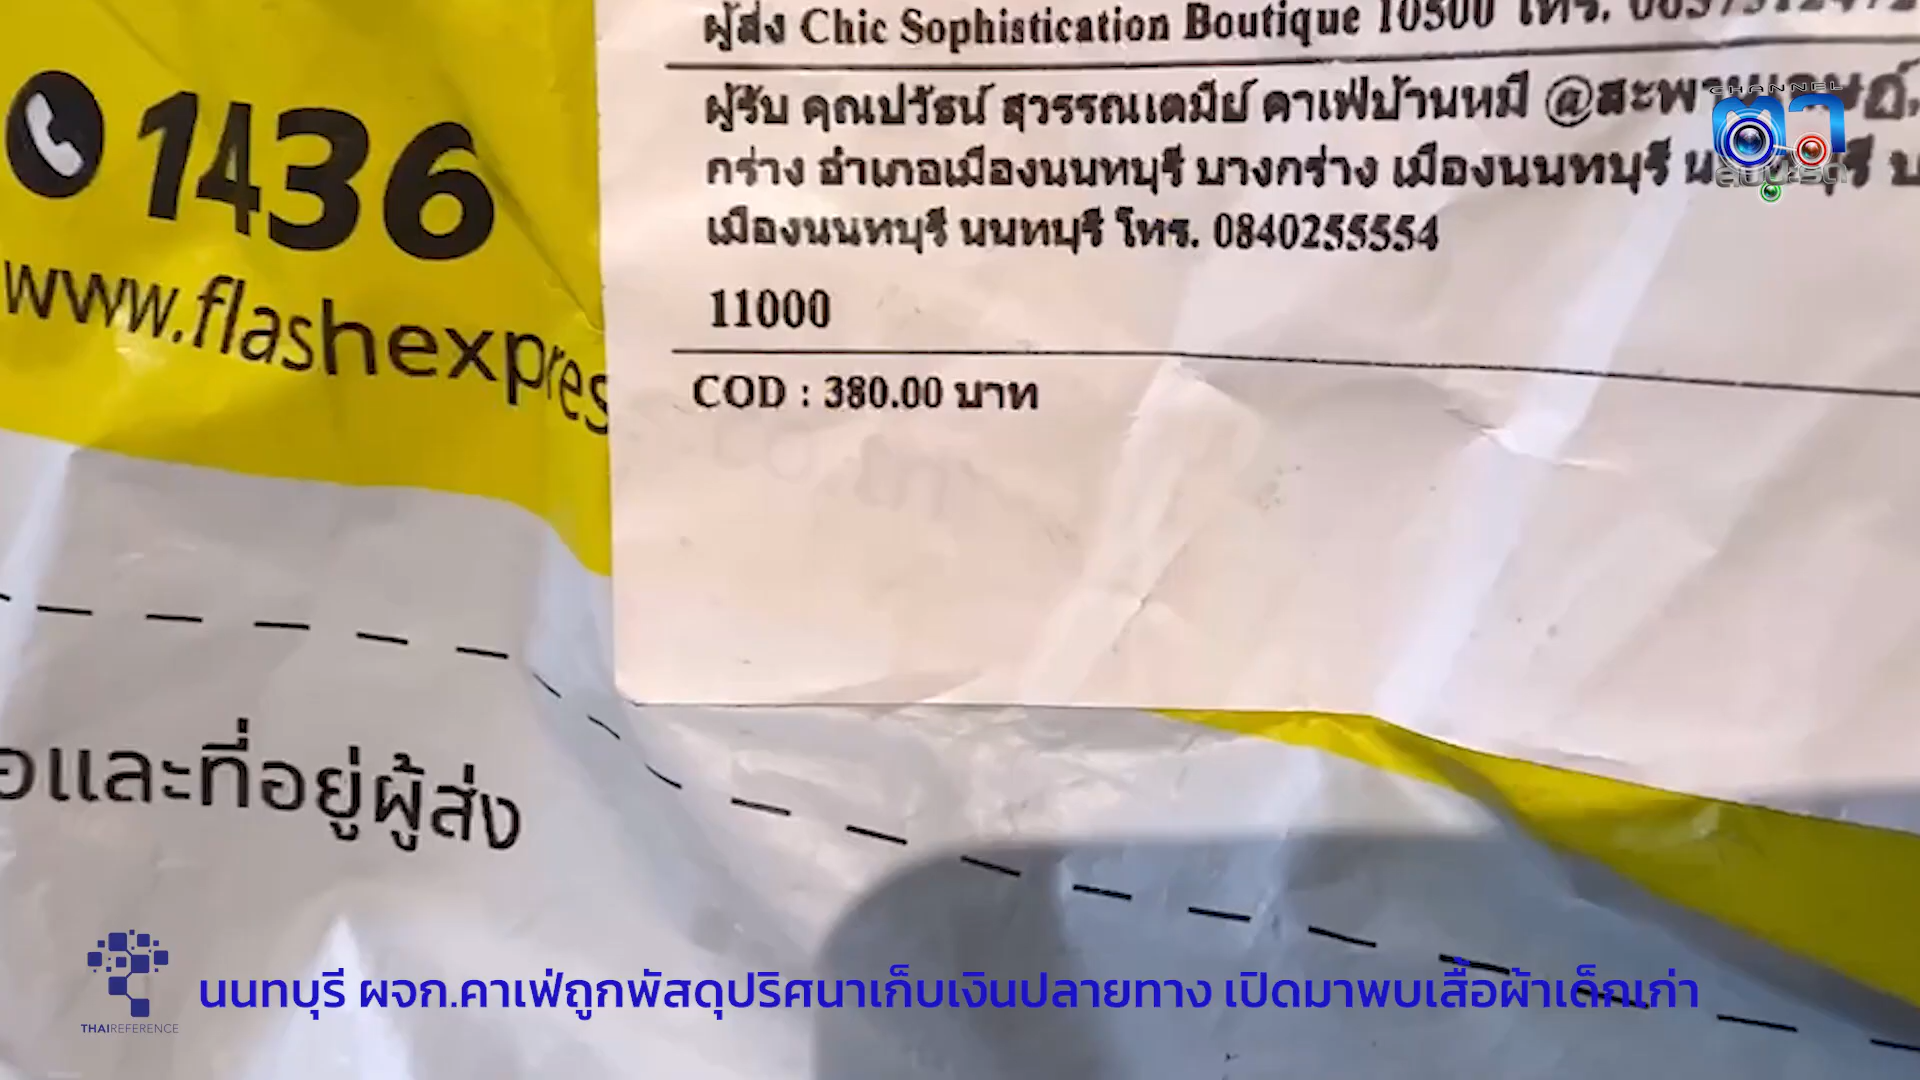 ผู้ส่ง Chic Sophistication Boutique 10500 โทร.
ผู้รับ คุณปวัธน์ สุวรรณเตมีย์ คาเฟ่บ้านหมี @สะพา
กร่าง อำเภอเมืองนนทบุรี บางกร่าง เมืองนนทบุรี
เมืองนนทบุรี นนทบุรี โทร. 0840255554
11000
COD : 380.00 บาท
1436
www.flashexpres
อและที่อยู่ผู้ส่ง
CHANNEL
THAIREFERENCE
นนทบุรี ผจก.คาเฟ่ถูกพัสดุปริศนาเก็บเงินปลายทาง เปิดมาพบเสื้อผ้าเด็กเก่า